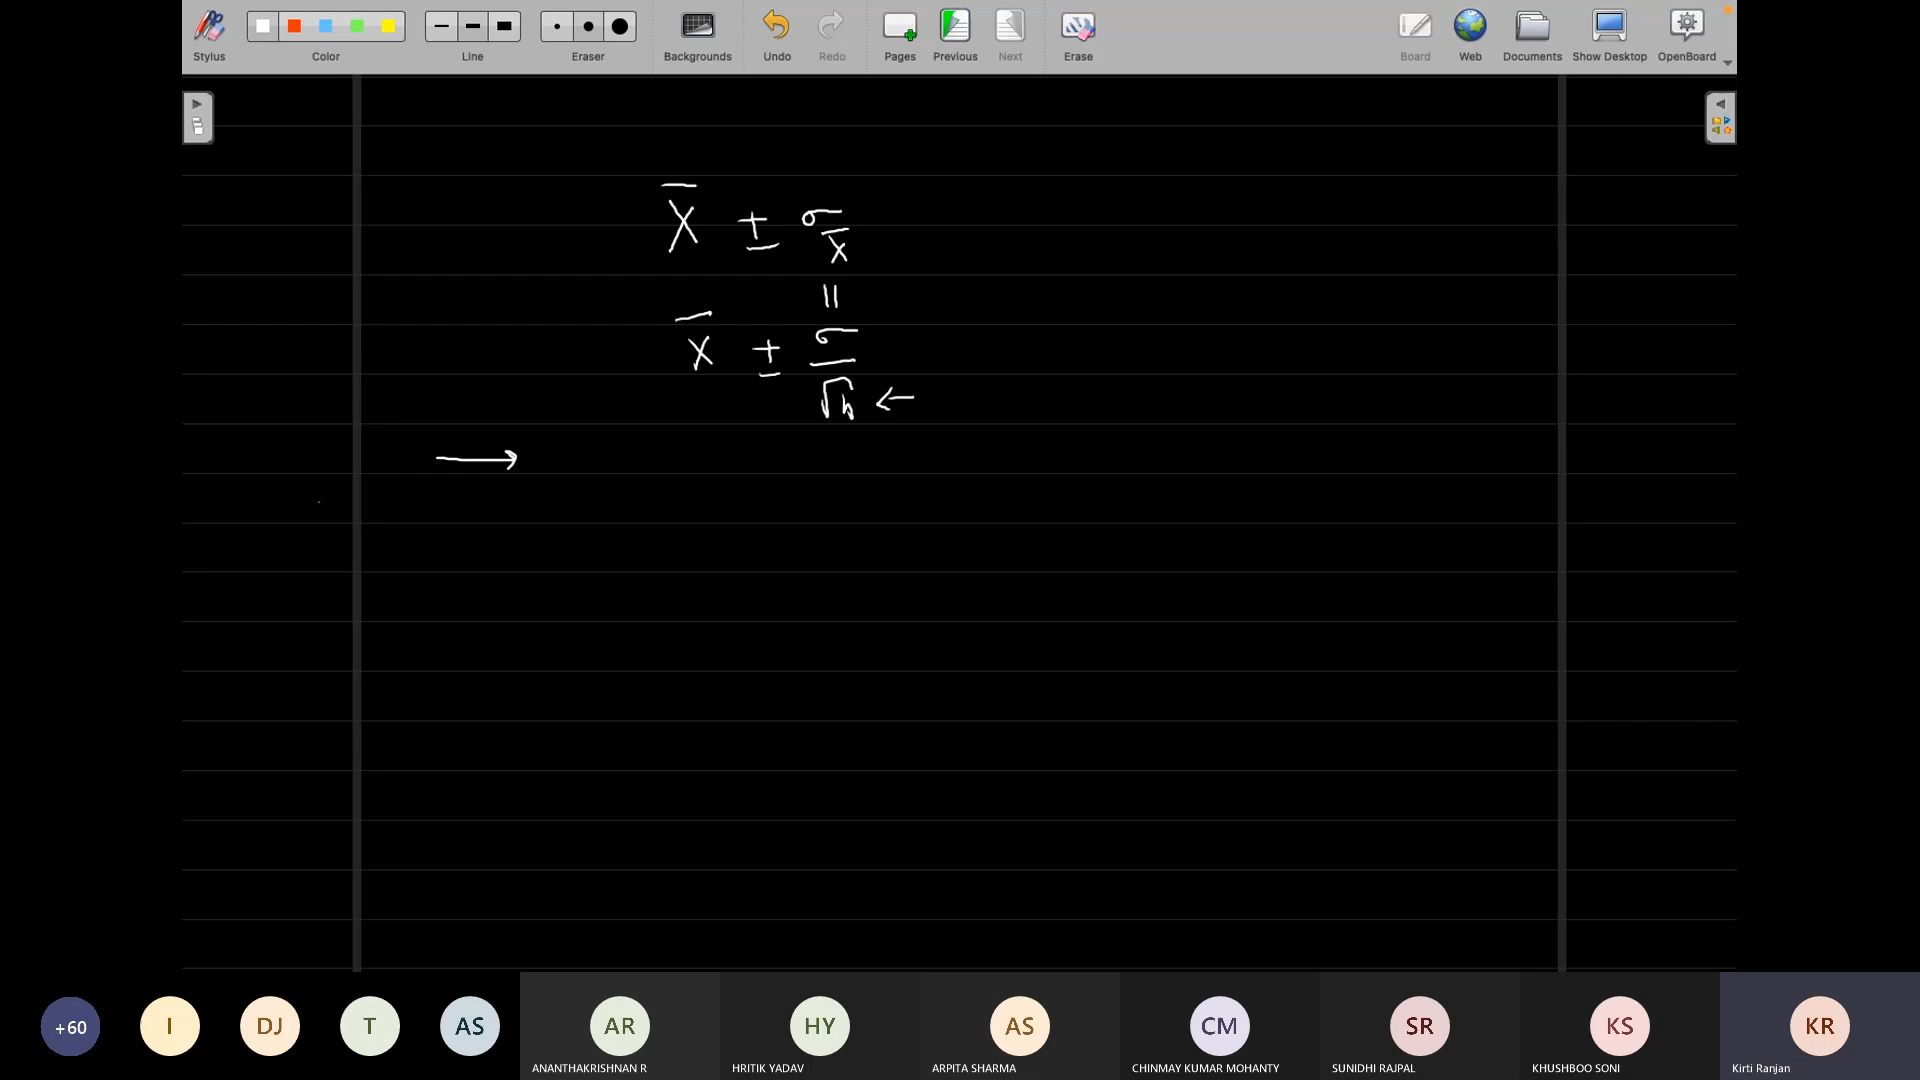 Stylus Color Line Eraser Backgrounds Undo Redo Pages Previous Next Erase Board Web Documents Show Desktop OpenBoard
X̄ ± σ_X̄
=
x̄ ± σ/√n ←
→
+60 I DJ T AS AR HY AS CM SR KS KR
ANANTHAKRISHNAN R HRITIK YADAV ARPITA SHARMA CHINMAY KUMAR MOHANTY SUNIDHI RAJPAL KHUSHBOO SONI Kirti Ranjan